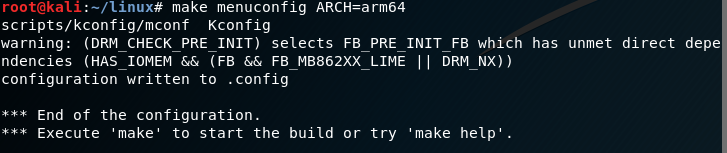 root@kali:~/linux# make menuconfig ARCH=arm64
scripts/kconfig/mconf  Kconfig
warning: (DRM_CHECK_PRE_INIT) selects FB_PRE_INIT_FB which has unmet direct depe
ndencies (HAS_IOMEM && (FB && FB_MB862XX_LIME || DRM_NX))
configuration written to .config

*** End of the configuration.
*** Execute 'make' to start the build or try 'make help'.